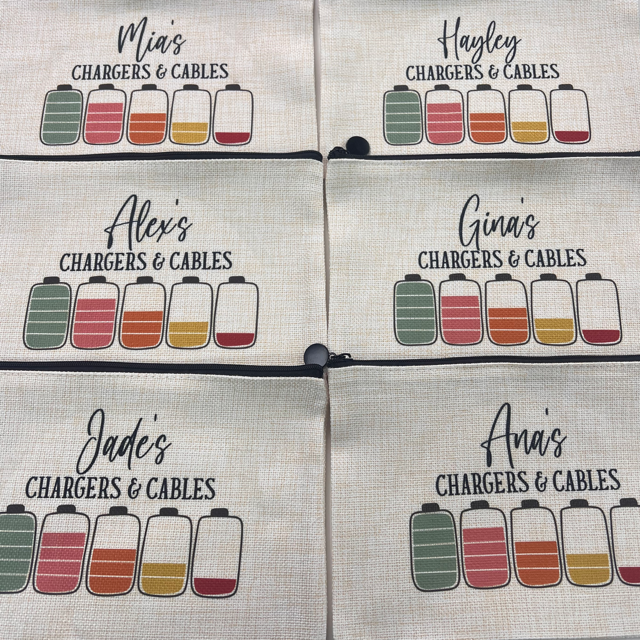 Mia's
CHARGERS & CABLES
Hayley
CHARGERS & CABLES
Alex's
CHARGERS & CABLES
Gina's
CHARGERS & CABLES
Jade's
CHARGERS & CABLES
Ana's
CHARGERS & CABLES